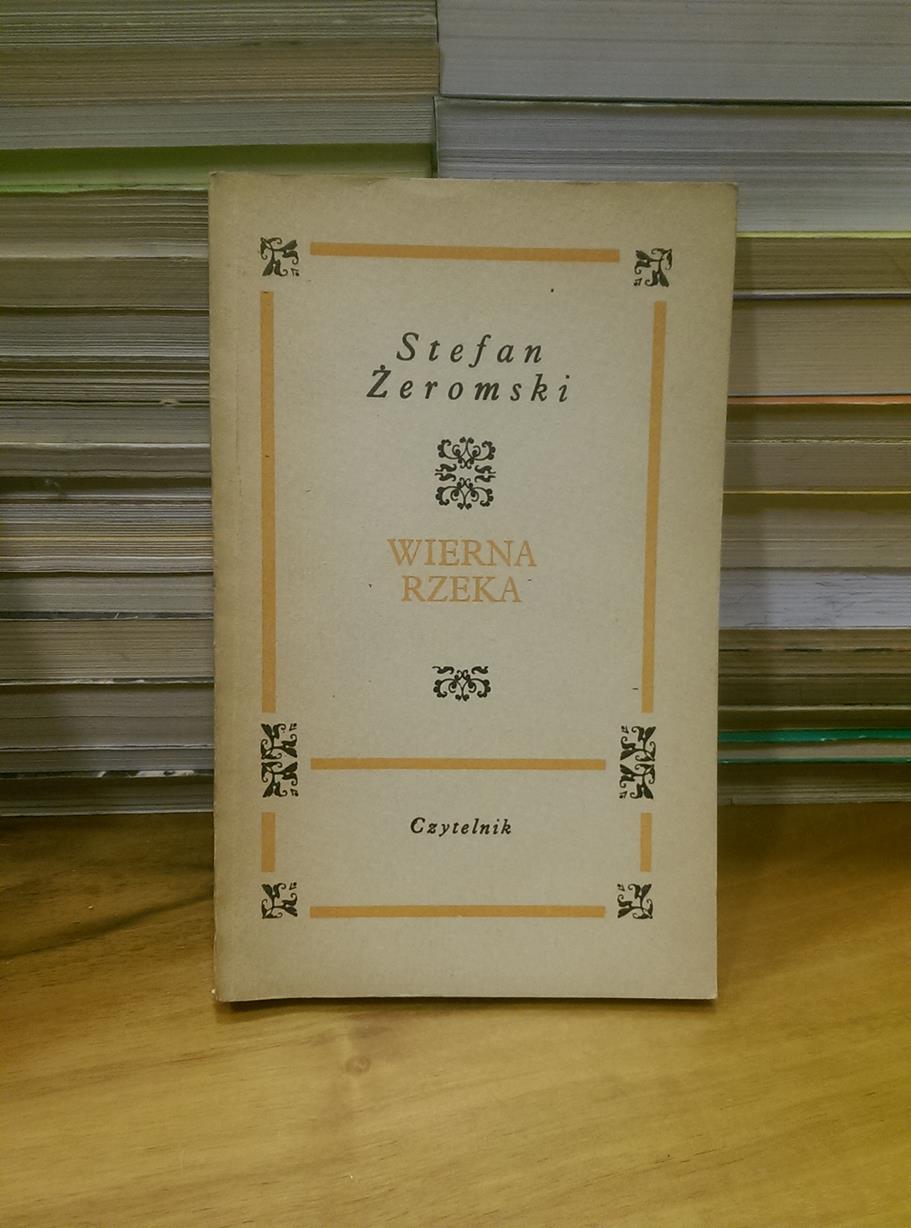 Stefan
Żeromski
WIERNA
RZEKA
Czytelnik